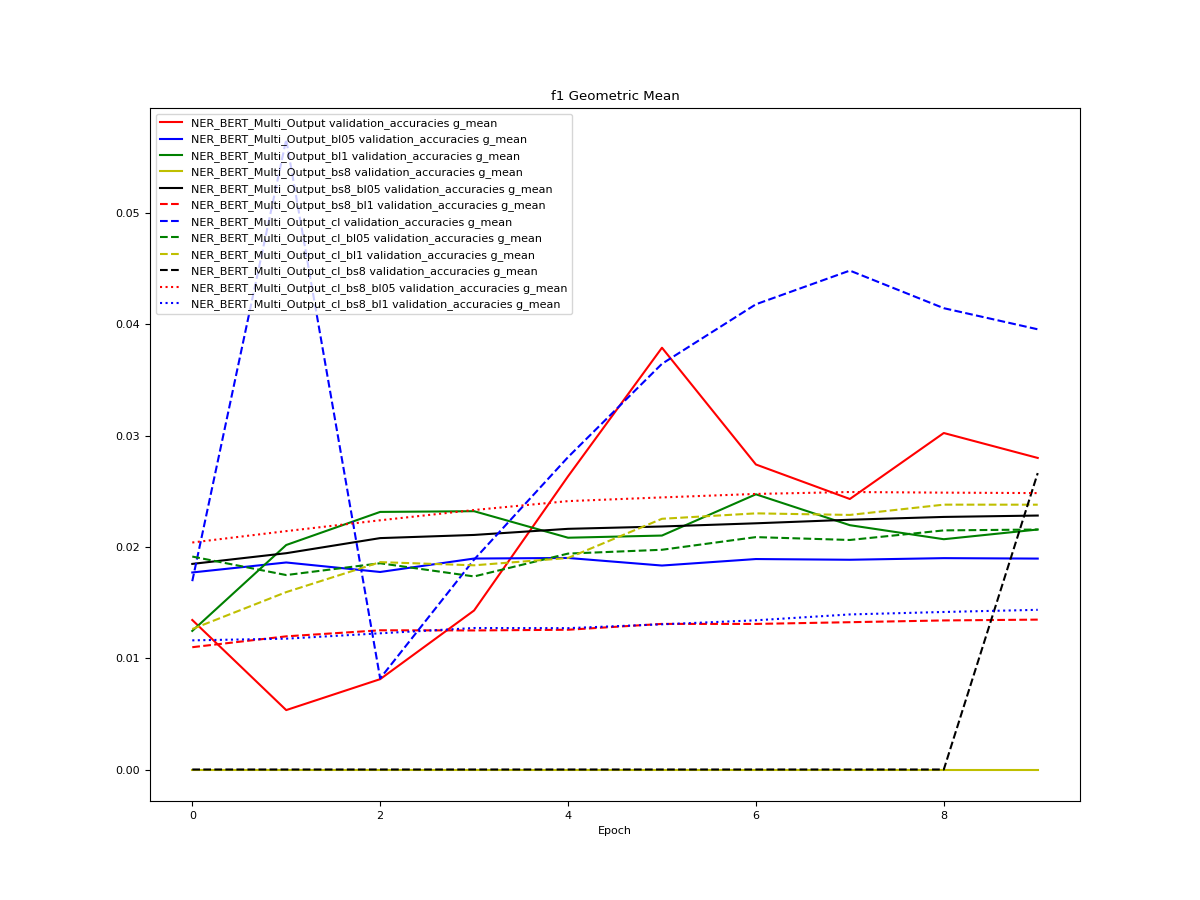 f1 Geometric Mean
NER_BERT_Multi_Output validation_accuracies g_mean
NER_BERT_Multi_Output_bl05 validation_accuracies g_mean
NER_BERT_Multi_Output_bl1 validation_accuracies g_mean
NER_BERT_Multi_Output_bs8 validation_accuracies g_mean
NER_BERT_Multi_Output_bs8_bl05 validation_accuracies g_mean
NER_BERT_Multi_Output_bs8_bl1 validation_accuracies g_mean
NER_BERT_Multi_Output_cl validation_accuracies g_mean
NER_BERT_Multi_Output_cl_bl05 validation_accuracies g_mean
NER_BERT_Multi_Output_cl_bl1 validation_accuracies g_mean
NER_BERT_Multi_Output_cl_bs8 validation_accuracies g_mean
NER_BERT_Multi_Output_cl_bs8_bl05 validation_accuracies g_mean
NER_BERT_Multi_Output_cl_bs8_bl1 validation_accuracies g_mean
0.05
0.04
0.03
0.02
0.01
0.00
0 2 4 6 8
Epoch